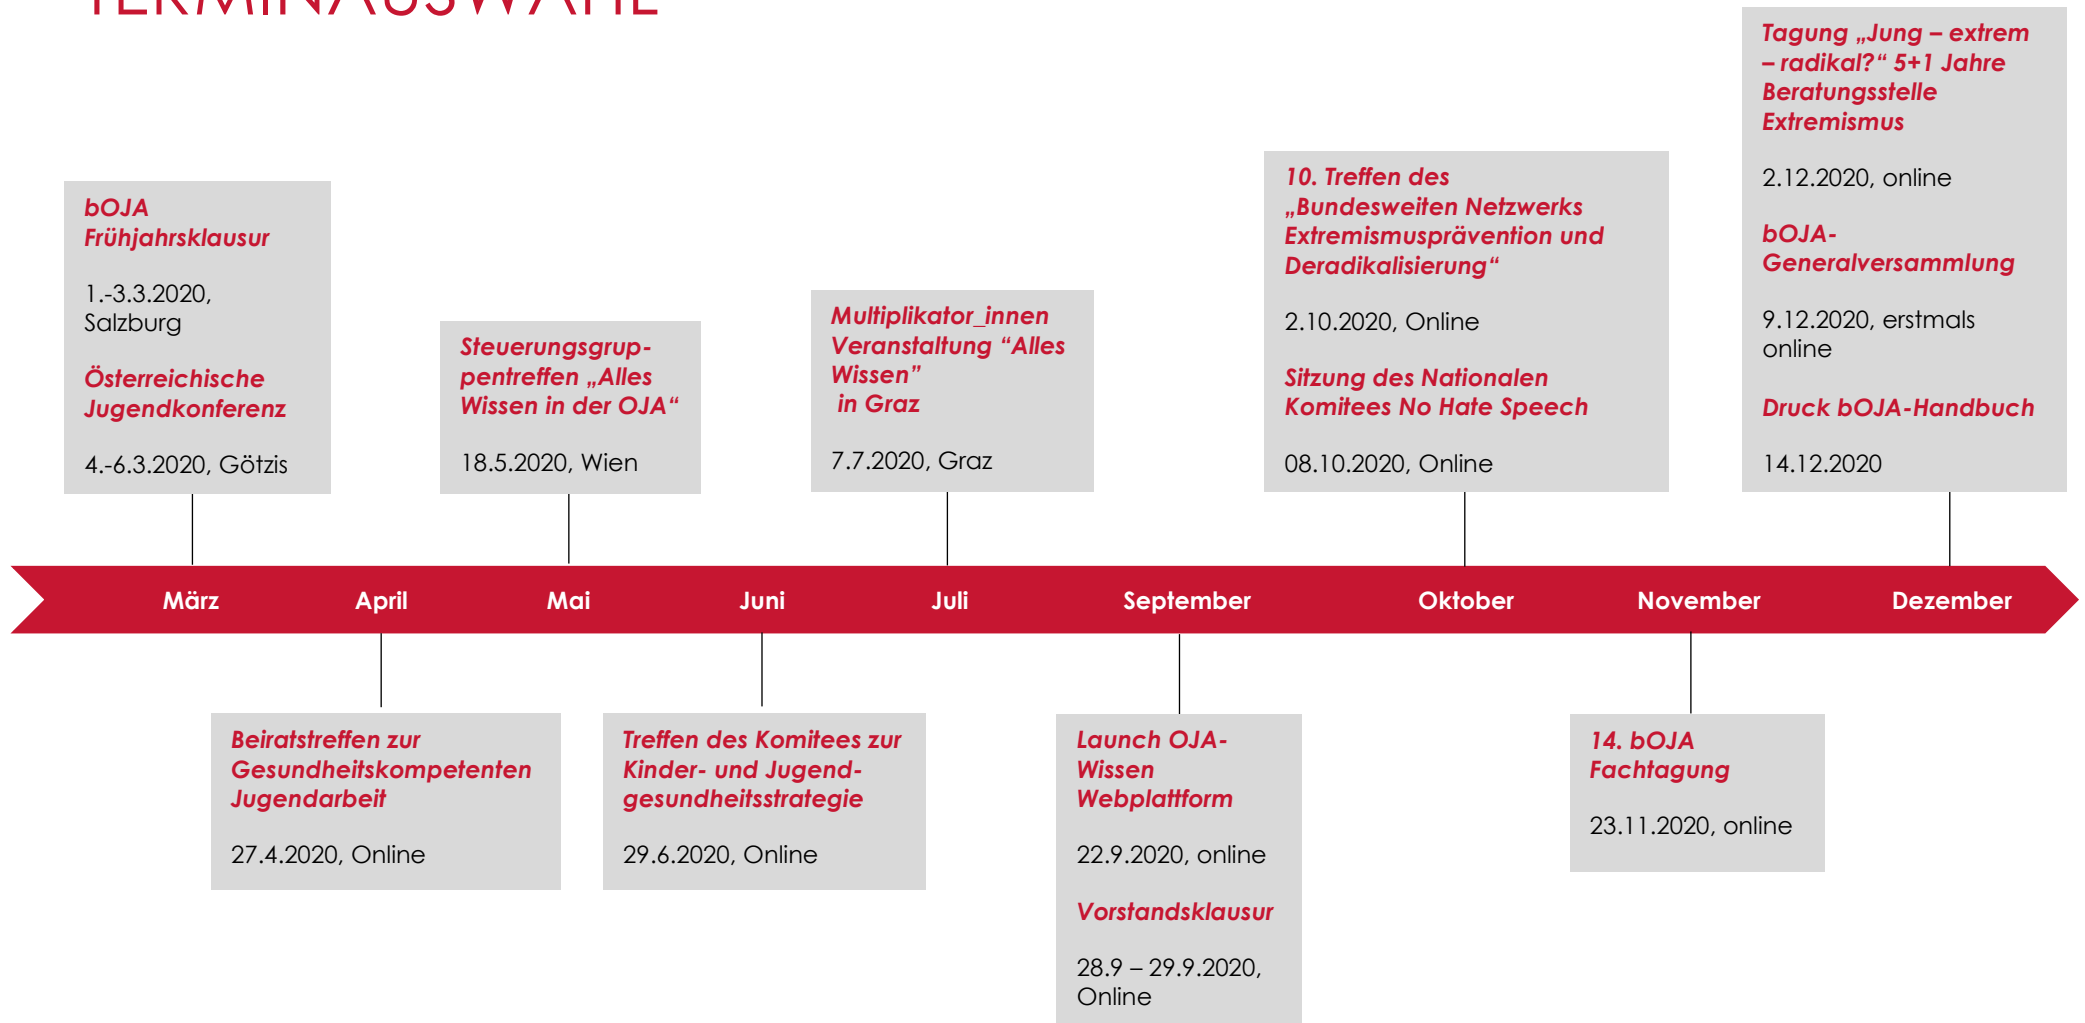 TERMINAUSWAHL
bOJA
Frühjahrsklausur
1.-3.3.2020,
Salzburg
Österreichische
Jugendkonferenz
4.-6.3.2020, Götzis
Steuerungsgrup-
pentreffen „Alles
Wissen in der OJA“
18.5.2020, Wien
Multiplikator_innen
Veranstaltung “Alles
Wissen”
in Graz
7.7.2020, Graz
10. Treffen des
„Bundesweiten Netzwerks
Extremismusprävention und
Deradikalisierung“
2.10.2020, Online
Sitzung des Nationalen
Komitees No Hate Speech
08.10.2020, Online
Tagung „Jung – extrem
– radikal?“ 5+1 Jahre
Beratungsstelle
Extremismus
2.12.2020, online
bOJA-
Generalversammlung
9.12.2020, erstmals
online
Druck bOJA-Handbuch
14.12.2020
März April Mai Juni Juli September Oktober November Dezember
Beiratstreffen zur
Gesundheitskompetenten
Jugendarbeit
27.4.2020, Online
Treffen des Komitees zur
Kinder- und Jugend-
gesundheitsstrategie
29.6.2020, Online
Launch OJA-
Wissen
Webplattform
22.9.2020, online
Vorstandsklausur
28.9 – 29.9.2020,
Online
14. bOJA
Fachtagung
23.11.2020, online